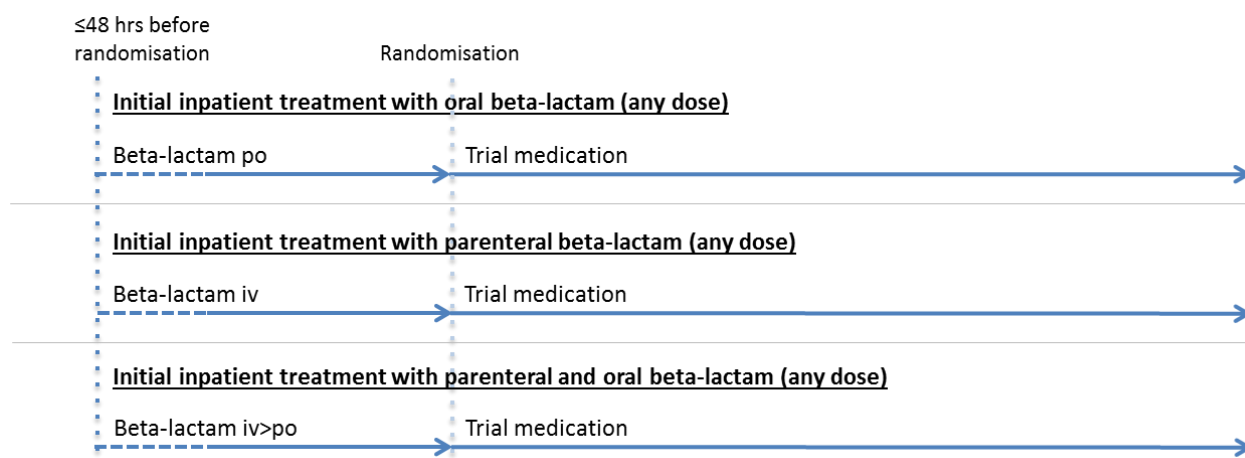 ≤48 hrs before
randomisation
Randomisation
Initial inpatient treatment with oral beta-lactam (any dose)
Beta-lactam po
Trial medication
Initial inpatient treatment with parenteral beta-lactam (any dose)
Beta-lactam iv
Trial medication
Initial inpatient treatment with parenteral and oral beta-lactam (any dose)
Beta-lactam iv>po
Trial medication